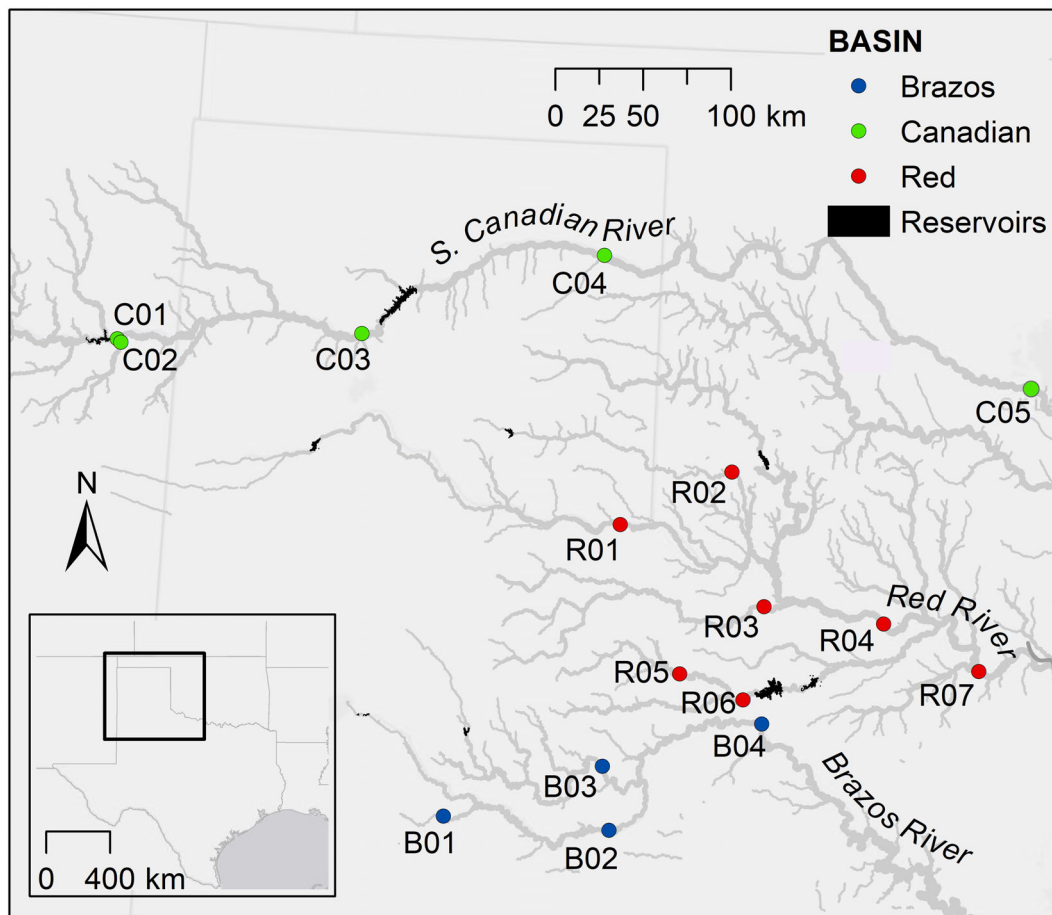 BASIN
Brazos
Canadian
Red
Reservoirs
0 25 50 100 km
S. Canadian River
C01
C02
C03
C04
C05
N
R01
R02
R03
R04
Red River
R05
R06
R07
B01
B02
B03
B04
Brazos River
0 400 km